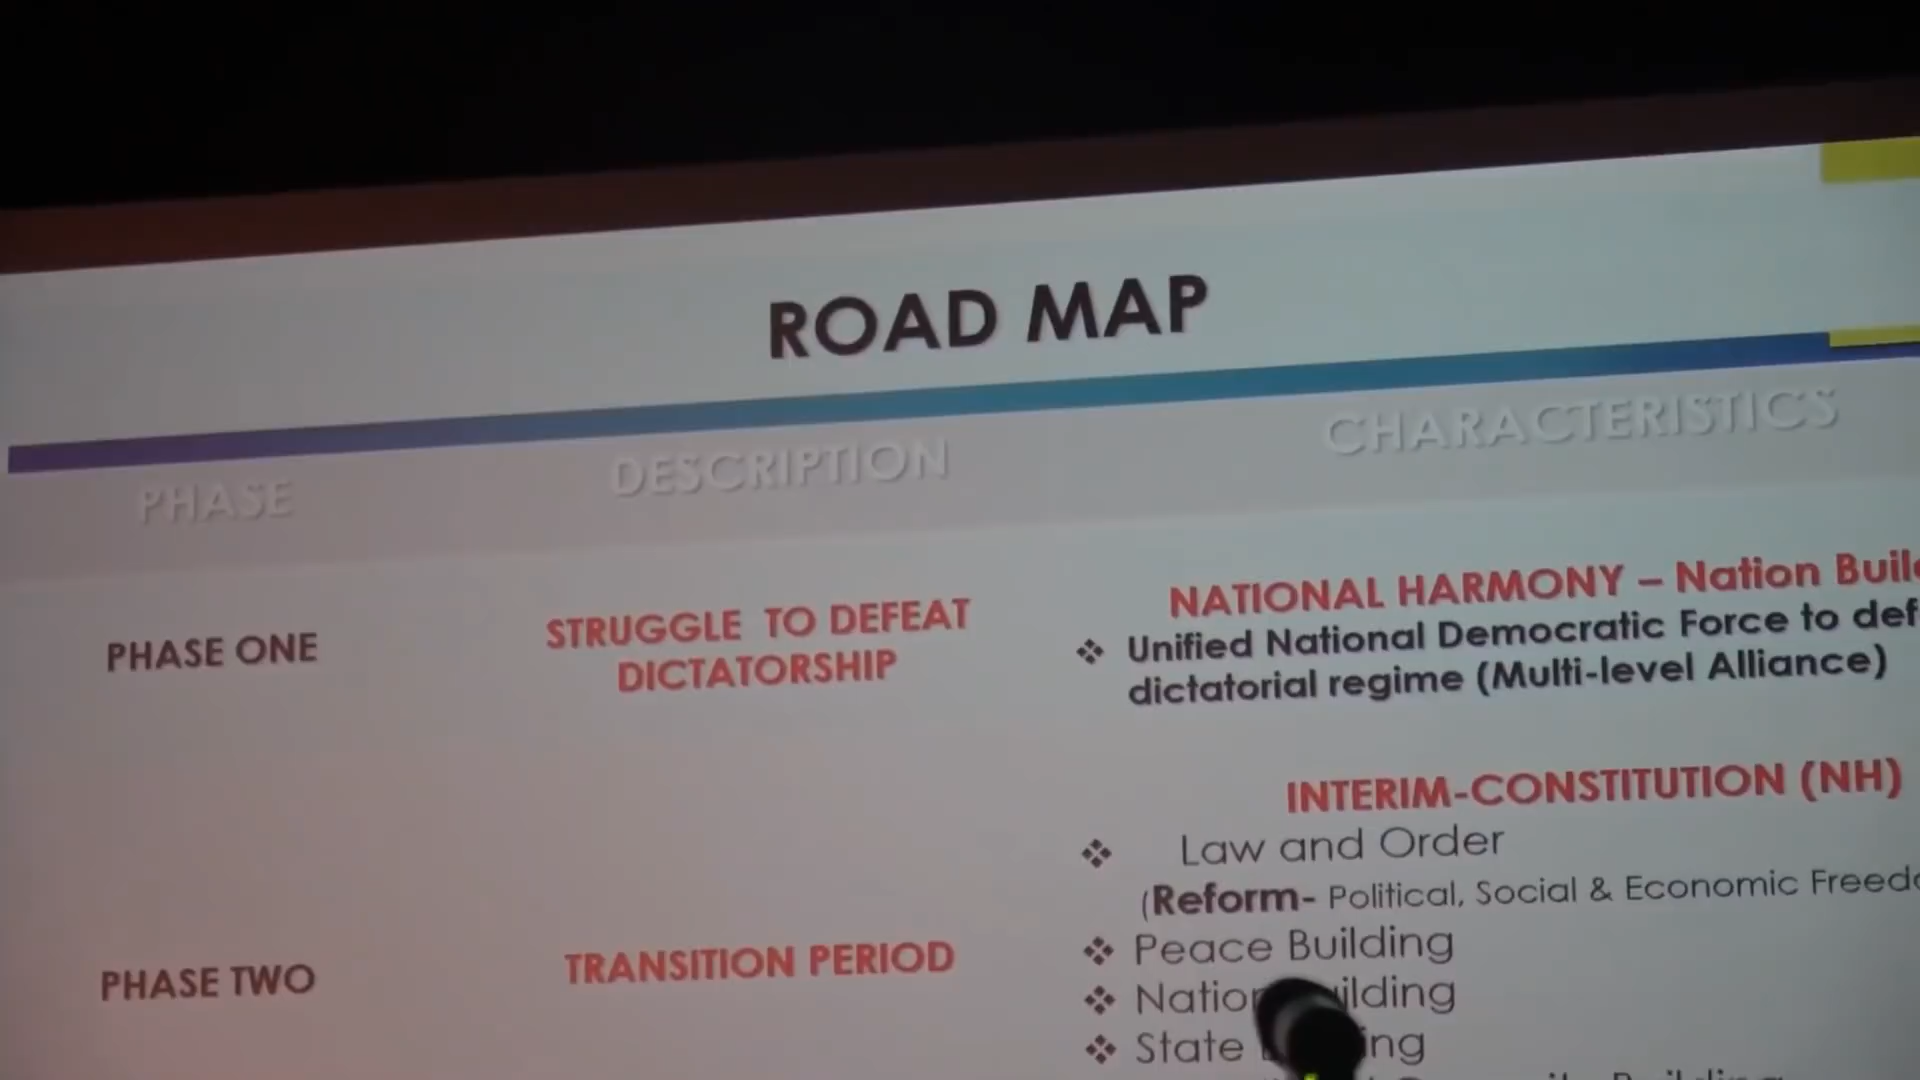 ROAD MAP
PHASE DESCRIPTION CHARACTERISTICS
PHASE ONE
STRUGGLE TO DEFEAT
DICTATORSHIP
NATIONAL HARMONY – Nation
❖ Unified National Democratic Force to
dictatorial regime (Multi-level Alliance)
INTERIM-CONSTITUTION (NH)
❖ Law and Order
(Reform- Political, Social & Economic
PHASE TWO
TRANSITION PERIOD
❖ Peace Building
❖
❖ State